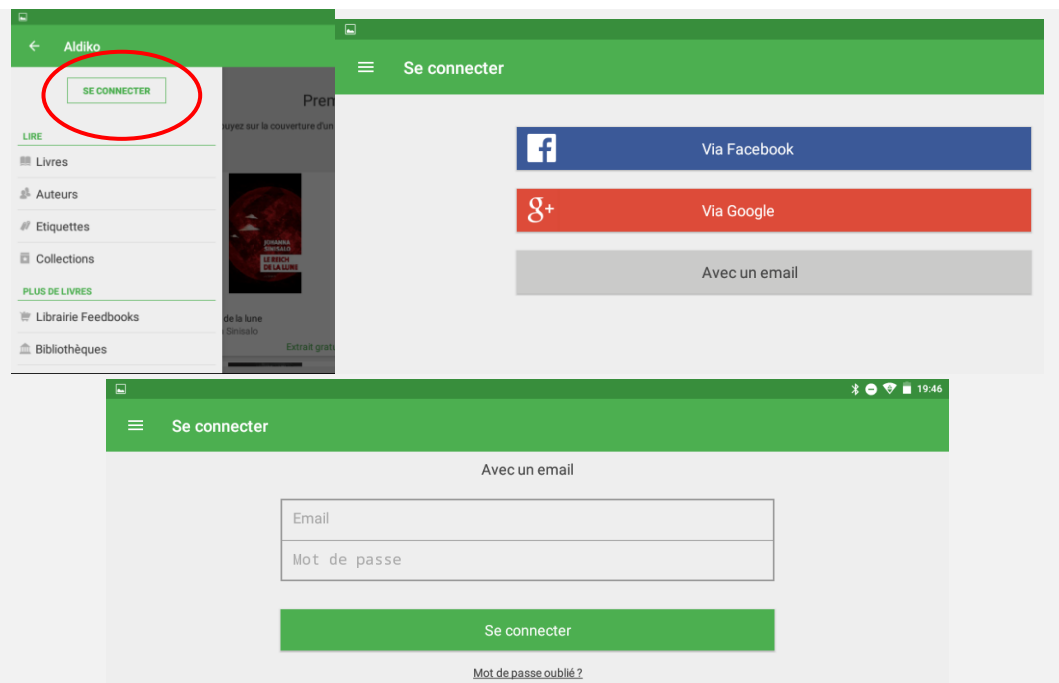 Aldiko
SE CONNECTER
LIRE
Livres
Auteurs
Etiquettes
Collections
PLUS DE LIVRES
Librairie Feedbooks
Bibliothèques
Pren
puyez sur la couverture d'un
JOHANNA
SINISALO
LE REICH
DE LA LUNE
de la lune
Sinisalo
Extrait grat
Se connecter
f
Via Facebook
g+
Via Google
Avec un email
19:46
Se connecter
Avec un email
Email
Mot de passe
Se connecter
Mot de passe oublié ?